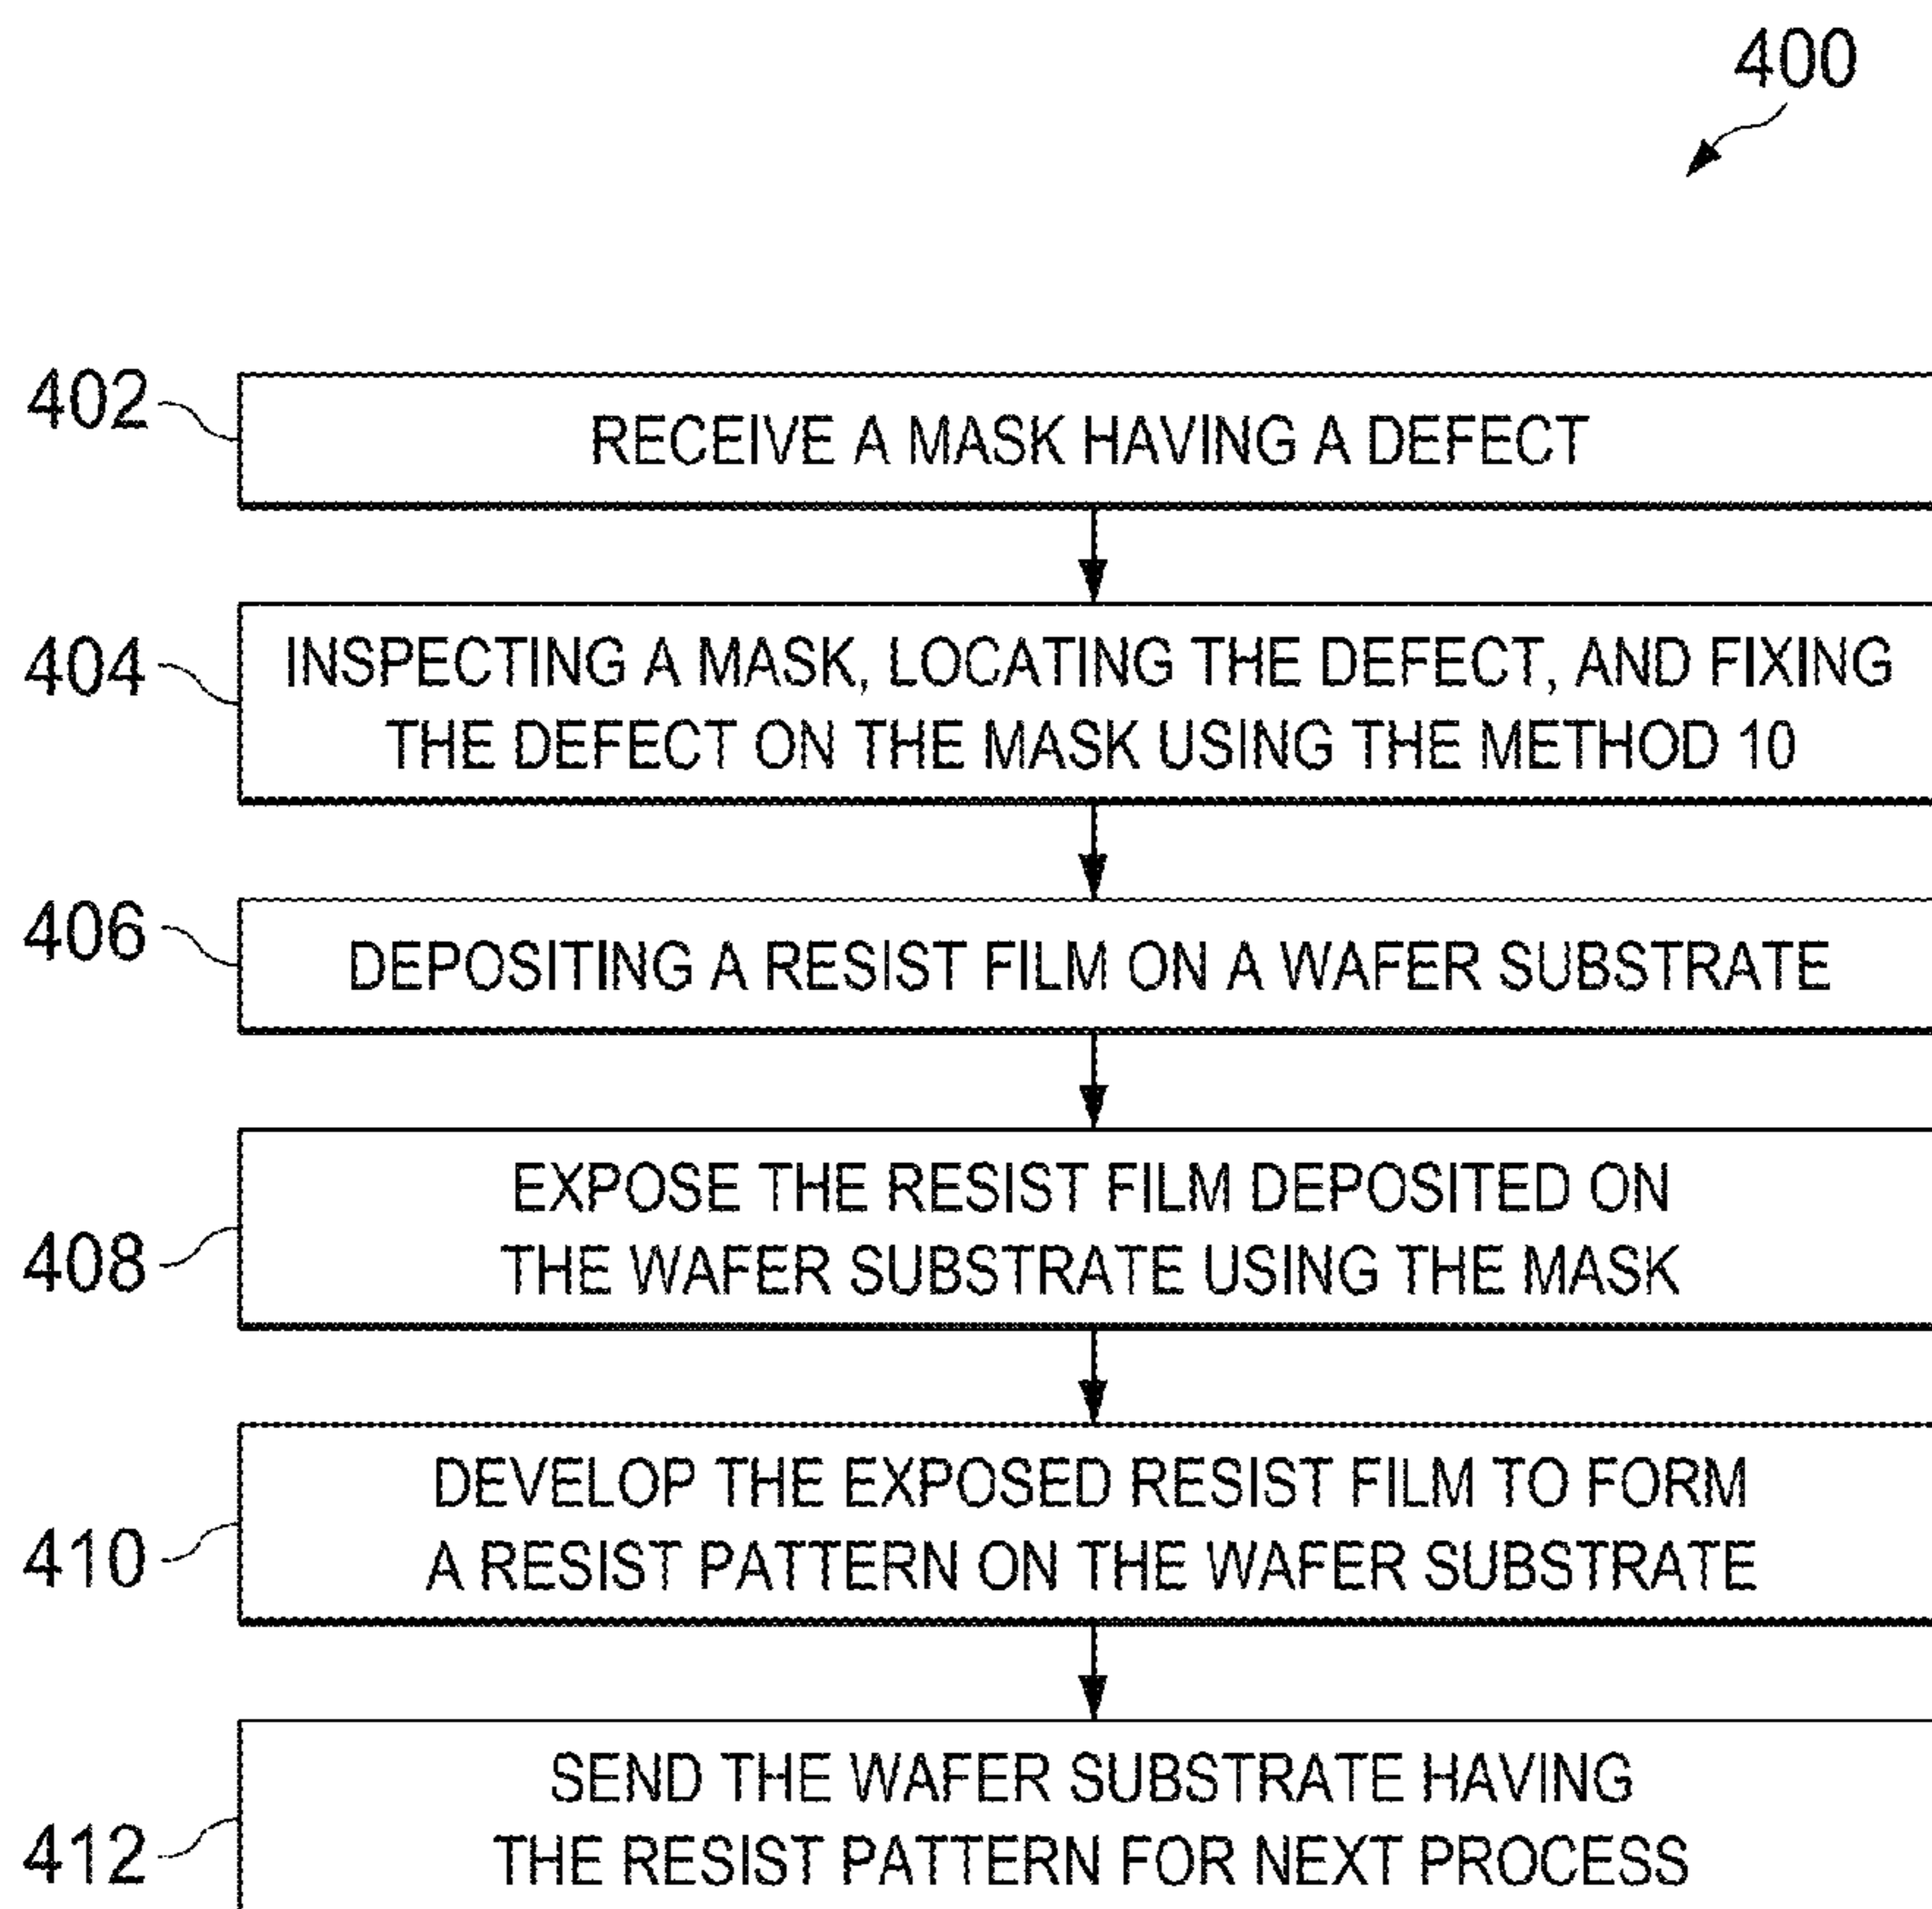 400
402
RECEIVE A MASK HAVING A DEFECT
404
INSPECTING A MASK, LOCATING THE DEFECT, AND FIXING
THE DEFECT ON THE MASK USING THE METHOD 10
406
DEPOSITING A RESIST FILM ON A WAFER SUBSTRATE
408
EXPOSE THE RESIST FILM DEPOSITED ON
THE WAFER SUBSTRATE USING THE MASK
410
DEVELOP THE EXPOSED RESIST FILM TO FORM
A RESIST PATTERN ON THE WAFER SUBSTRATE
412
SEND THE WAFER SUBSTRATE HAVING
THE RESIST PATTERN FOR NEXT PROCESS